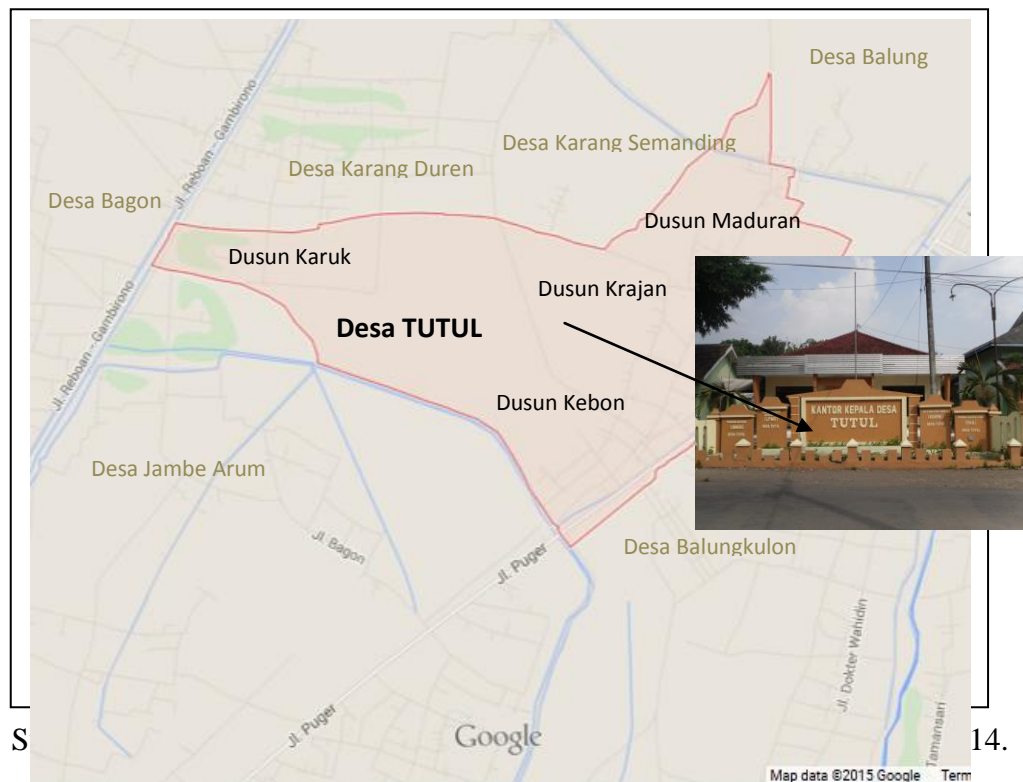 Desa Balung
Desa Karang Semanding
Desa Karang Duren
Jl. Reboan - Gambirono
Desa Bagon
Dusun Maduran
Dusun Karuk
Dusun Krajan
Desa TUTUL
KANTOR KEPALA DESA
TUTUL
Dusun Kebon
Jl. Reboan - Gambirono
Desa Jambe Arum
Jl. Bagon
Desa Balungkulon
Jl. Puger
Jl. Dokter Wahidin
Jl. Puger
Google
Tamansari
S
14.
Map data ©2015 Google Term